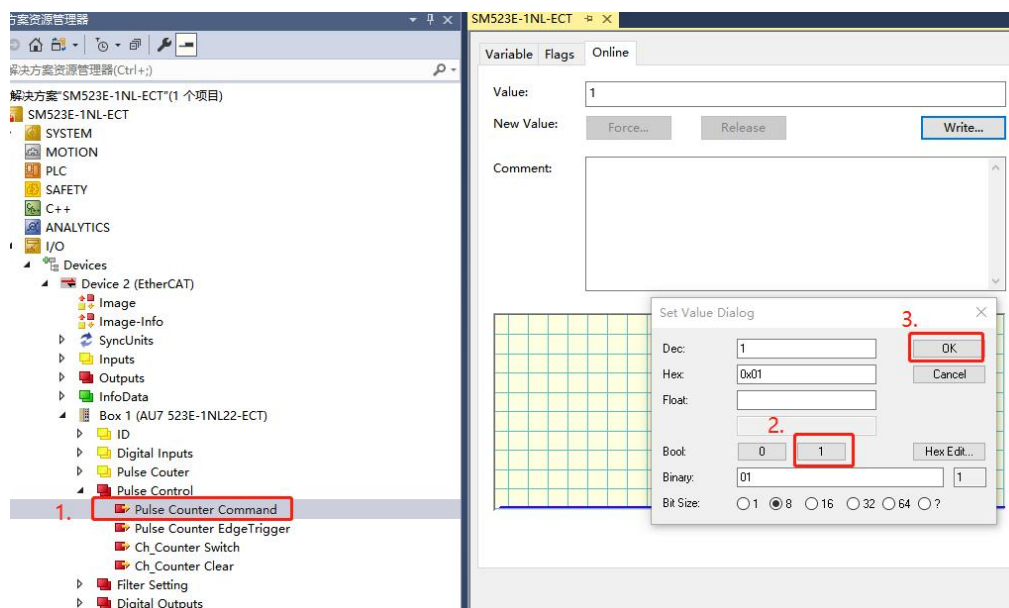 方案资源管理器
解决方案资源管理器(Ctrl+;)
解决方案"SM523E-1NL-ECT"(1 个项目)
SM523E-1NL-ECT
SYSTEM
MOTION
PLC
SAFETY
C++
ANALYTICS
I/O
Devices
Device 2 (EtherCAT)
Image
Image-Info
SyncUnits
Inputs
Outputs
InfoData
Box 1 (AU7 523E-1NL22-ECT)
ID
Digital Inputs
Pulse Couter
Pulse Control
1.
Pulse Counter Command
Pulse Counter EdgeTrigger
Ch_Counter Switch
Ch_Counter Clear
Filter Setting
Digital Outputs
SM523E-1NL-ECT
Variable Flags Online
Value: 1
New Value: Force... Release Write...
Comment:
Set Value Dialog
3.
Dec: 1 OK
Hex: 0x01 Cancel
Float:
2.
Bool: 0 1 Hex Edit...
Binary: 01 1
Bit Size: 1 8 16 32 64 ?